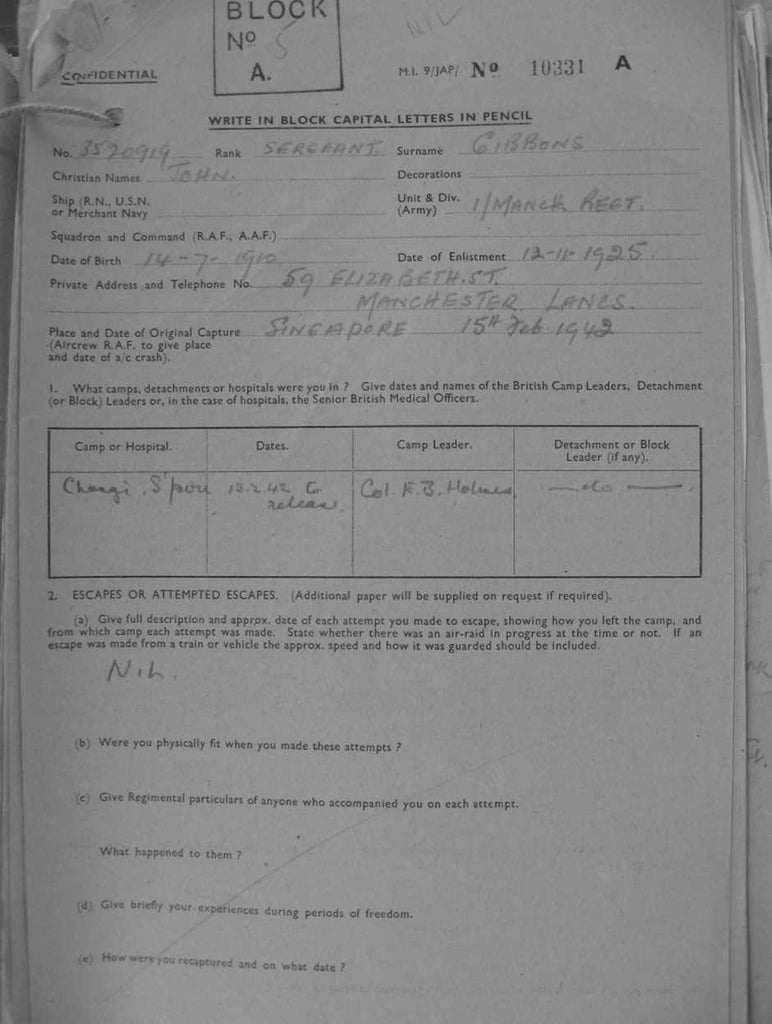 BLOCK
NIL
Nº 5
A.
CONFIDENTIAL
M.I. 9/JAP/ Nº 10331 A
WRITE IN BLOCK CAPITAL LETTERS IN PENCIL
No. 3520919 Rank SERGEANT. Surname GIBBONS
Christian Names JOHN. Decorations
Ship (R.N., U.S.N. or Merchant Navy
Unit & Div. (Army) 1/MANCH REGT.
Squadron and Command (R.A.F., A.A.F.)
Date of Birth 14-7-1910 Date of Enlistment 12-11-1925.
Private Address and Telephone No. 59 ELIZABETH.ST.
MANCHESTER LANCS.
Place and Date of Original Capture SINGAPORE 15th Feb 1942
(Aircrew R.A.F. to give place
and date of a/c crash).
1. What camps, detachments or hospitals were you in ? Give dates and names of the British Camp Leaders, Detachment
(or Block) Leaders or, in the case of hospitals, the Senior British Medical Officers.
Camp or Hospital. Dates. Camp Leader. Detachment or Block
Leader (if any).
Changi, S'pore 18.2.42 to Col. E.B. Holmes —do—
release.
2. ESCAPES OR ATTEMPTED ESCAPES. (Additional paper will be supplied on request if required).
(a) Give full description and approx. date of each attempt you made to escape, showing how you left the camp, and
from which camp each attempt was made. State whether there was an air-raid in progress at the time or not. If an
escape was made from a train or vehicle the approx. speed and how it was guarded should be included.
NIL.
(b) Were you physically fit when you made these attempts ?
(c) Give Regimental particulars of anyone who accompanied you on each attempt.
What happened to them ?
(d) Give briefly your experiences during periods of freedom.
(e) How were you recaptured and on what date ?